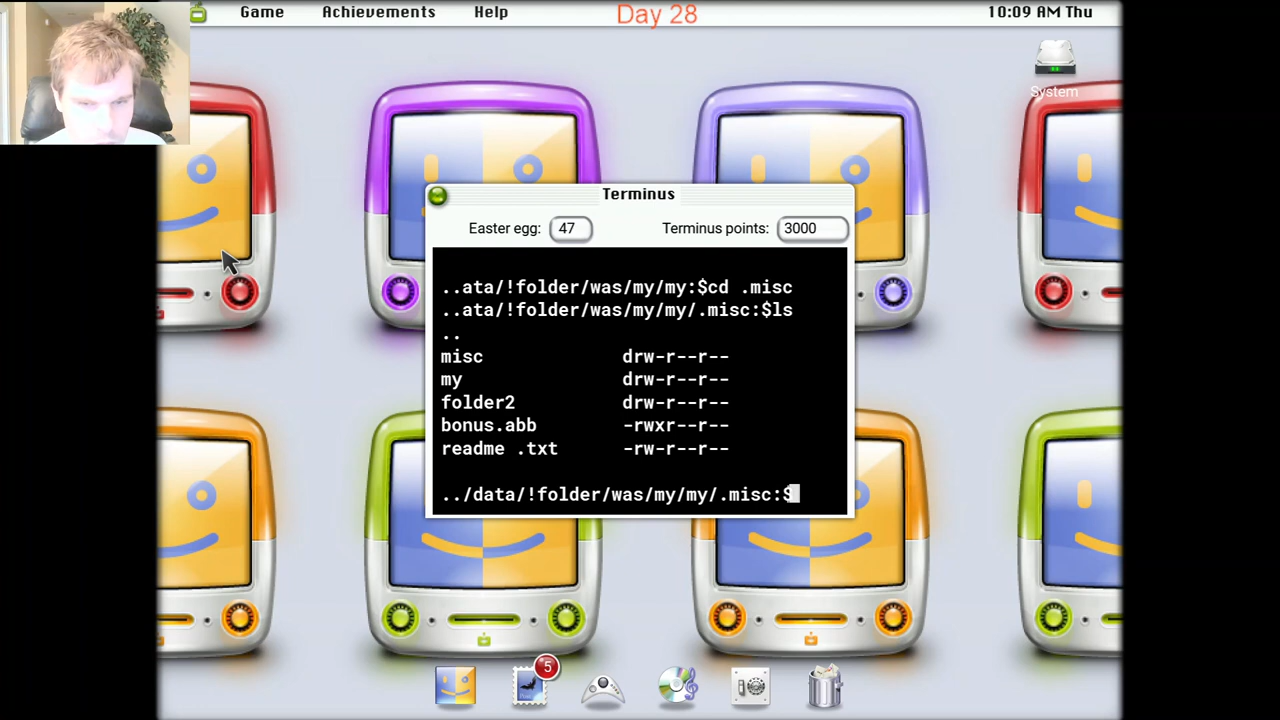 Game Achievements Help Day 28 10:09 AM Thu
System
Terminus
Easter egg: 47 Terminus points: 3000
..ata/!folder/was/my/my:$cd .misc
..ata/!folder/was/my/my/.misc:$ls
..
misc drw-r--r--
my drw-r--r--
folder2 drw-r--r--
bonus.abb -rwxr--r--
readme .txt -rw-r--r--
../data/!folder/was/my/my/.misc:$
5